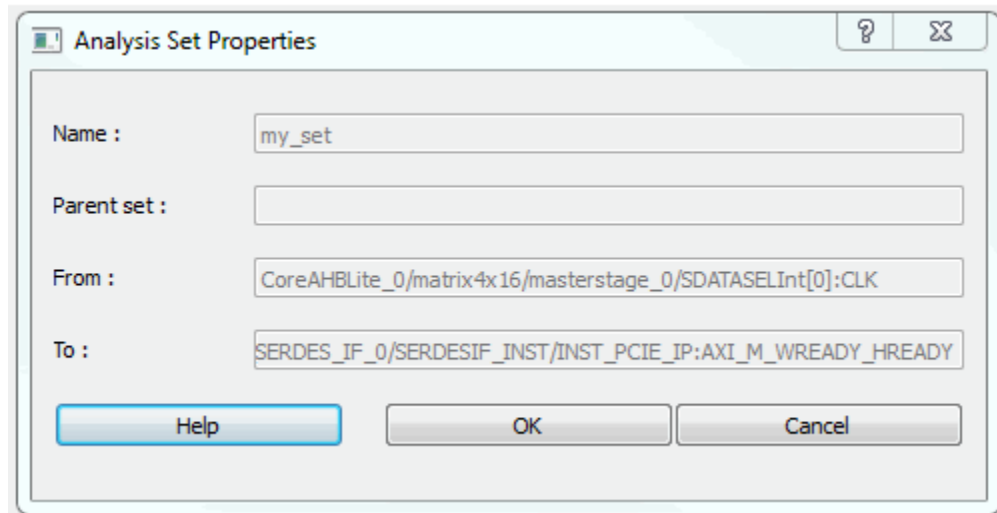 Analysis Set Properties
?
Name :
my_set
Parent set :
From :
CoreAHBLite_0/matrix4x16/masterstage_0/SDATASELInt[0]:CLK
To :
SERDES_IF_0/SERDESIF_INST/INST_PCIE_IP:AXI_M_WREADY_HREADY
Help
OK
Cancel